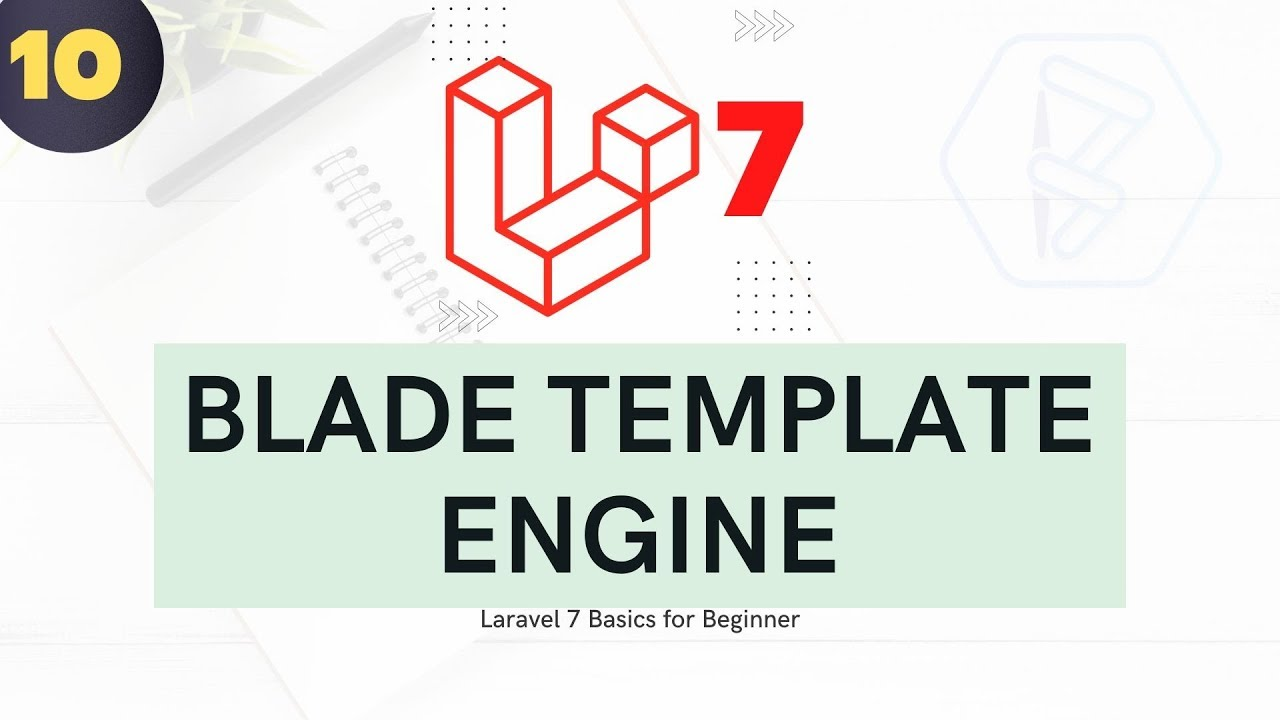 10
7
BLADE TEMPLATE
ENGINE
Laravel 7 Basics for Beginner